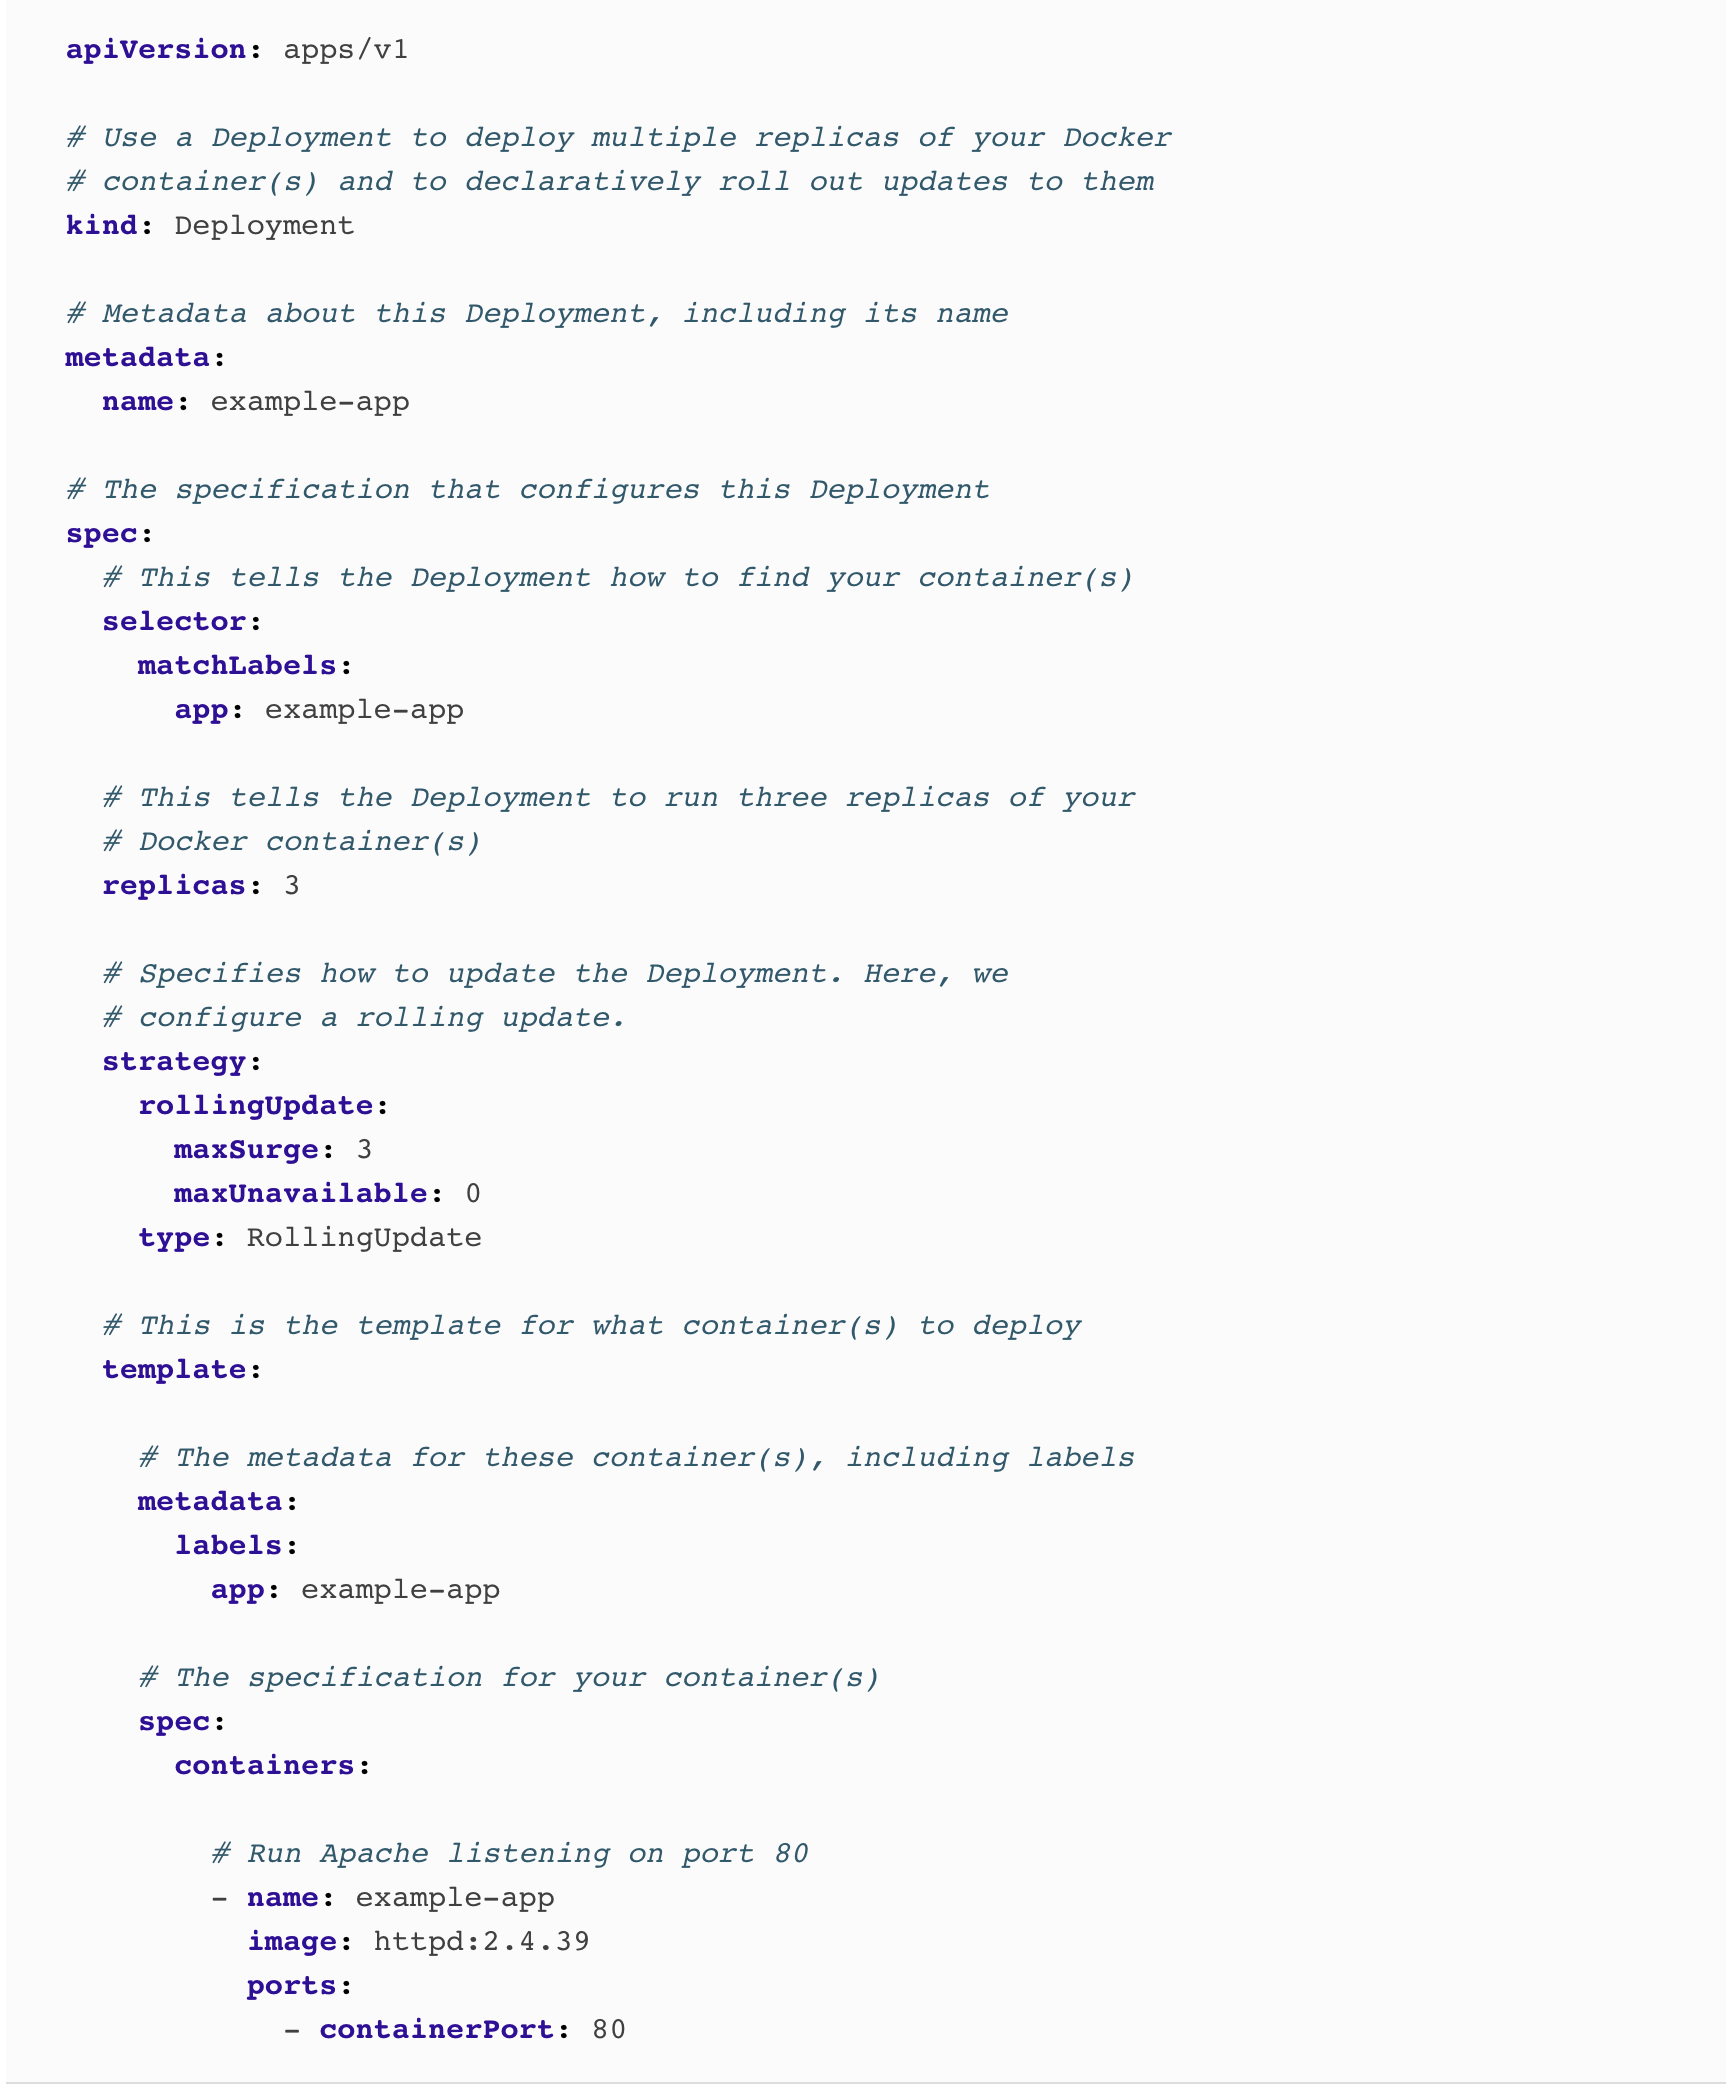 apiVersion: apps/v1

# Use a Deployment to deploy multiple replicas of your Docker
# container(s) and to declaratively roll out updates to them
kind: Deployment

# Metadata about this Deployment, including its name
metadata:
  name: example-app

# The specification that configures this Deployment
spec:
  # This tells the Deployment how to find your container(s)
  selector:
    matchLabels:
      app: example-app

  # This tells the Deployment to run three replicas of your
  # Docker container(s)
  replicas: 3

  # Specifies how to update the Deployment. Here, we
  # configure a rolling update.
  strategy:
    rollingUpdate:
      maxSurge: 3
      maxUnavailable: 0
    type: RollingUpdate

  # This is the template for what container(s) to deploy
  template:

    # The metadata for these container(s), including labels
    metadata:
      labels:
        app: example-app

    # The specification for your container(s)
    spec:
      containers:

        # Run Apache listening on port 80
        - name: example-app
          image: httpd:2.4.39
          ports:
            - containerPort: 80